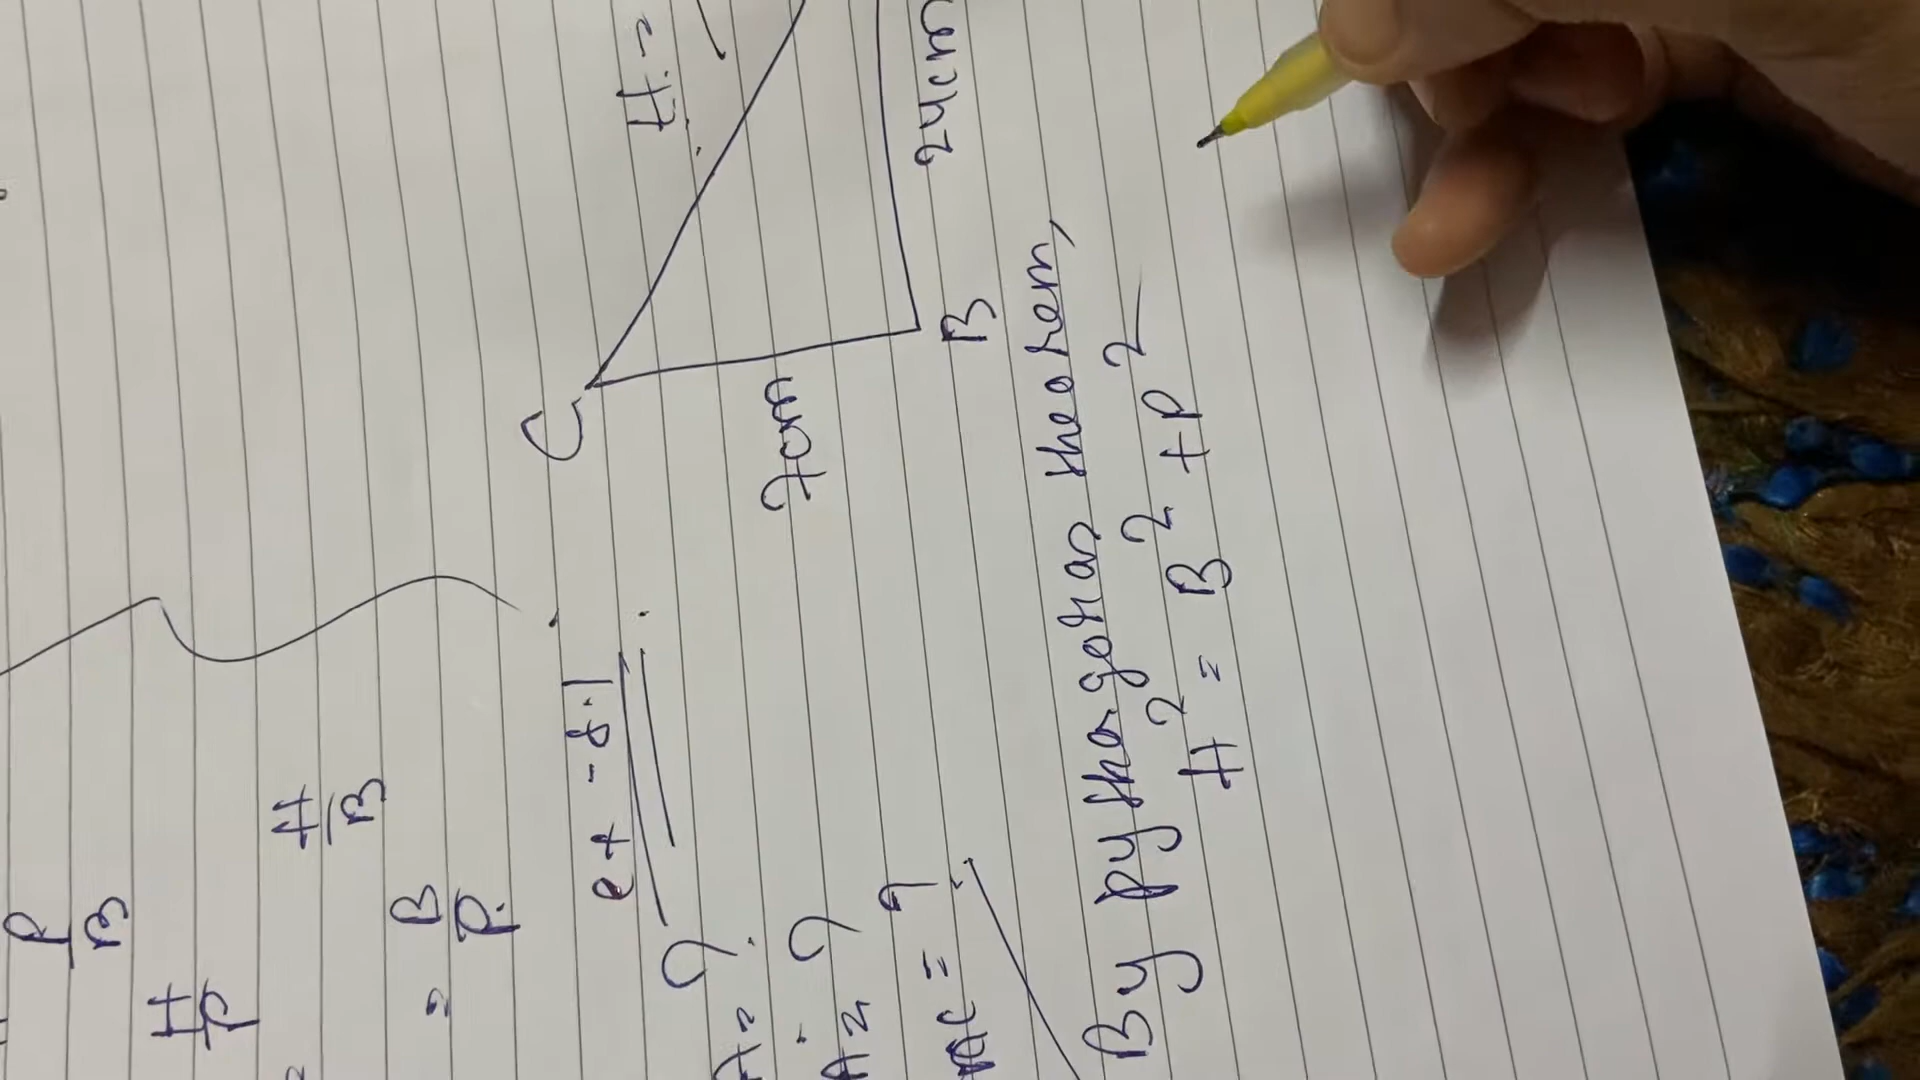 P
B
H
P
H
B
= B
P.
ex - 8.1
A = ?
A = ?
= ?
H. =
C
7cm
24cm
B
By pythagoras theorem,
H² = B² + P²